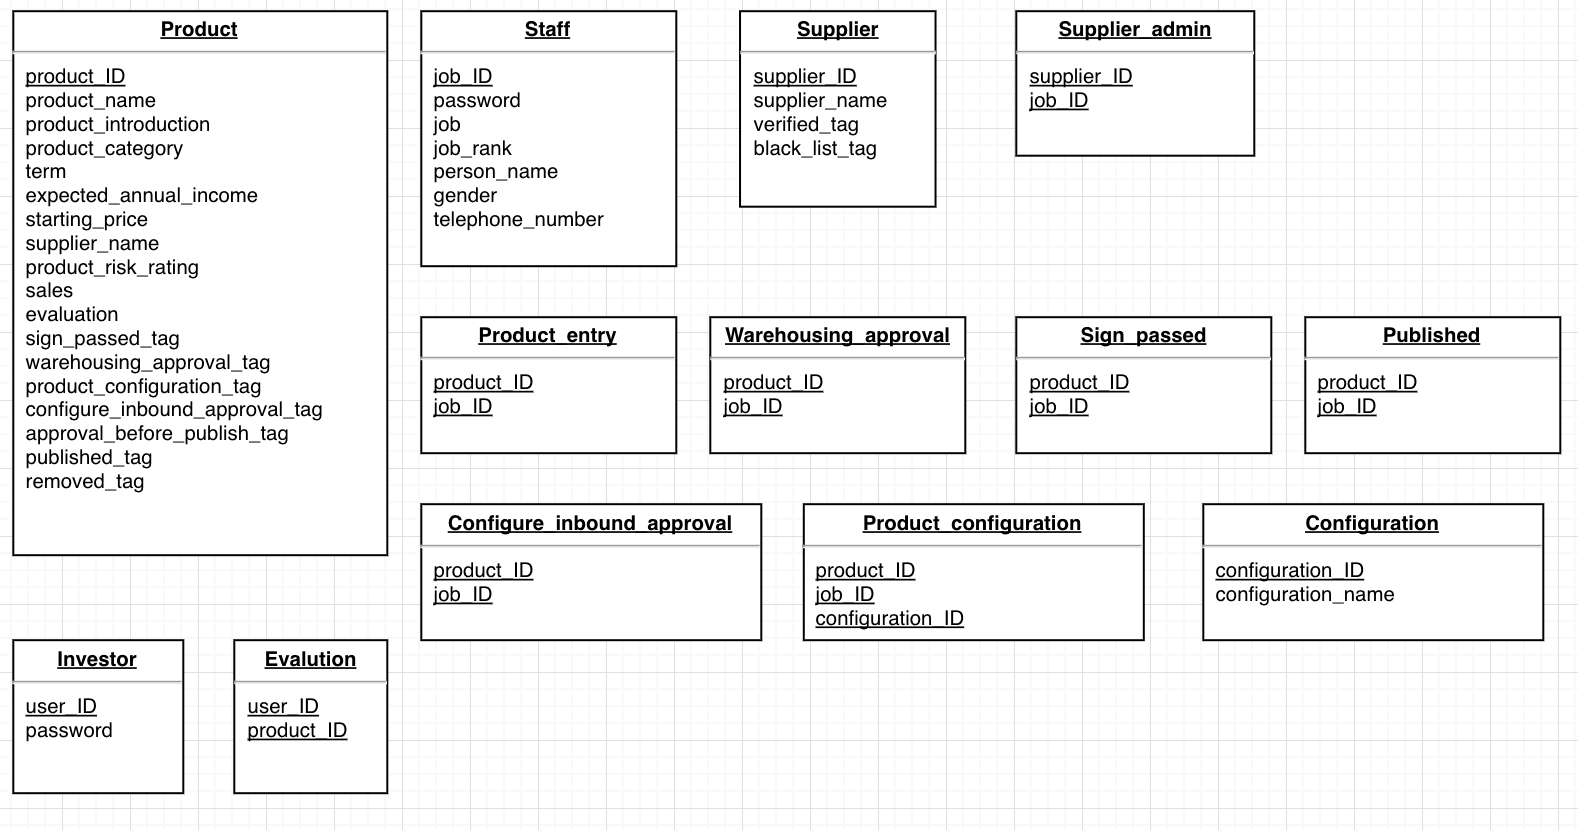 Product
product_ID
product_name
product_introduction
product_category
term
expected_annual_income
starting_price
supplier_name
product_risk_rating
sales
evaluation
sign_passed_tag
warehousing_approval_tag
product_configuration_tag
configure_inbound_approval_tag
approval_before_publish_tag
published_tag
removed_tag
Staff
job_ID
password
job
job_rank
person_name
gender
telephone_number
Supplier
supplier_ID
supplier_name
verified_tag
black_list_tag
Supplier_admin
supplier_ID
job_ID
Product_entry
product_ID
job_ID
Warehousing_approval
product_ID
job_ID
Sign_passed
product_ID
job_ID
Published
product_ID
job_ID
Configure_inbound_approval
product_ID
job_ID
Product_configuration
product_ID
job_ID
configuration_ID
Configuration
configuration_ID
configuration_name
Investor
user_ID
password
Evalution
user_ID
product_ID